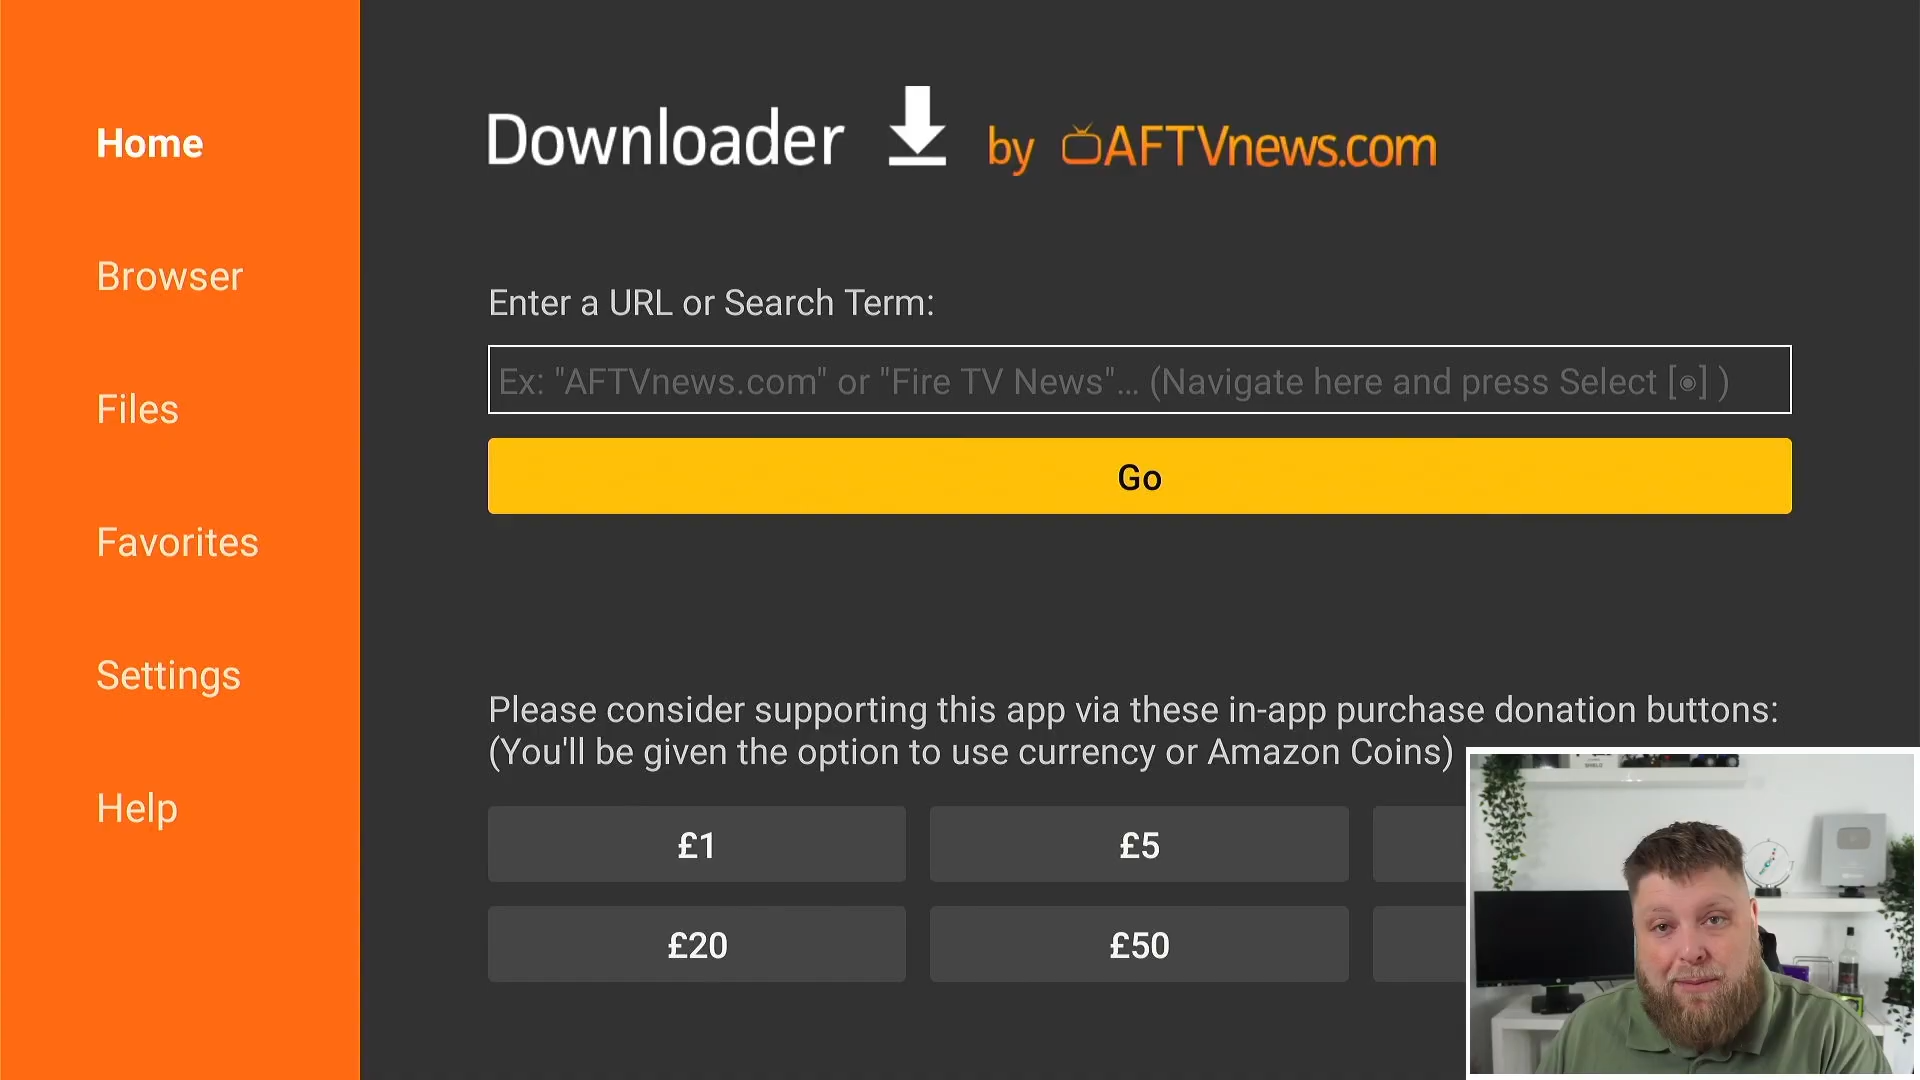 Home
Browser
Files
Favorites
Settings
Help
Downloader by AFTVnews.com
Enter a URL or Search Term:
Ex: "AFTVnews.com" or "Fire TV News"... (Navigate here and press Select [◉] )
Go
Please consider supporting this app via these in-app purchase donation buttons:
(You'll be given the option to use currency or Amazon Coins)
£1
£5
£20
£50